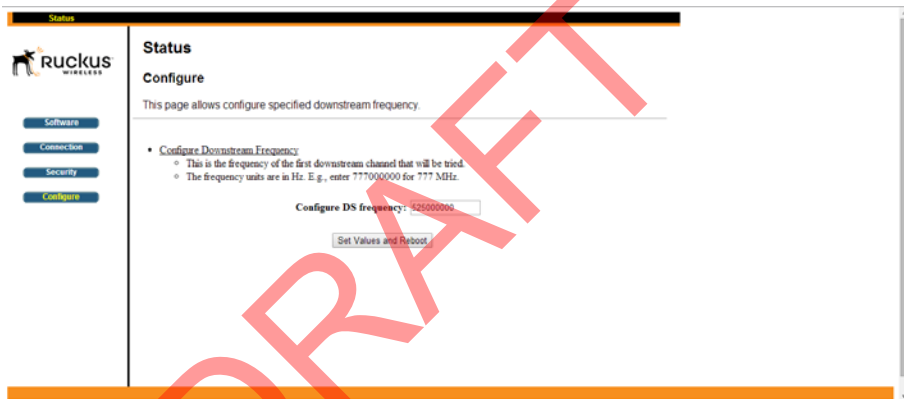 Status
Ruckus
WIRELESS
Status
Configure
This page allows configure specified downstream frequency.
Software
Connection
Security
Configure
Configure Downstream Frequency
This is the frequency of the first downstream channel that will be tried.
The frequency units are in Hz. E.g., enter 777000000 for 777 MHz.
Configure DS frequency: 525000000
Set Values and Reboot
DRAFT